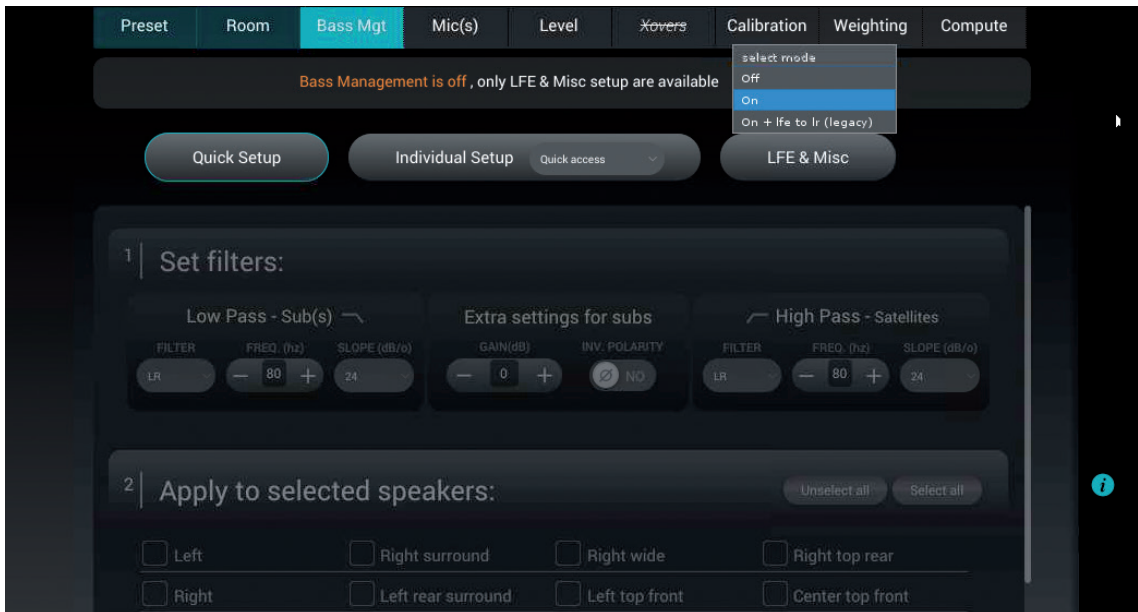 Preset Room Bass Mgt Mic(s) Level Xovers Calibration Weighting Compute
Bass Management is off , only LFE & Misc setup are available
select mode
Off
On
On + lfe to lr (legacy)
Quick Setup
Individual Setup Quick access
LFE & Misc
1 Set filters:
Low Pass - Sub(s) Extra settings for subs High Pass - Satellites
FILTER FREQ. (hz) SLOPE (dB/o) GAIN(dB) INV. POLARITY FILTER FREQ. (hz) SLOPE (dB/o)
LR − 80 + 24 − 0 + Ø NO LR − 80 + 24
2 Apply to selected speakers: Unselect all Select all
Left Right surround Right wide Right top rear
Right Left rear surround Left top front Center top front
i